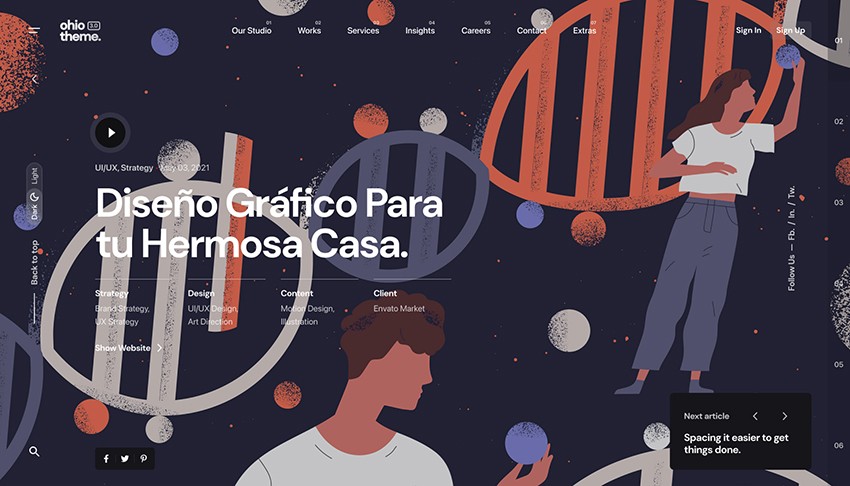 ohio 3.0
theme.
01
Our Studio
02
Works
03
Services
04
Insights
05
Careers
06
Contact
07
Extras
Sign In
Sign Up
01
02
03
04
05
06
Light
Dark
Back to top
UI/UX, Strategy · May 03, 2021
Diseño Gráfico Para
tu Hermosa Casa.
Strategy
Brand Strategy,
UX Strategy
Design
UI/UX Design,
Art Direction
Content
Motion Design,
Illustration
Client
Envato Market
Show Website
Follow Us — Fb. / In. / Tw.
Next article
Spacing it easier to get
things done.